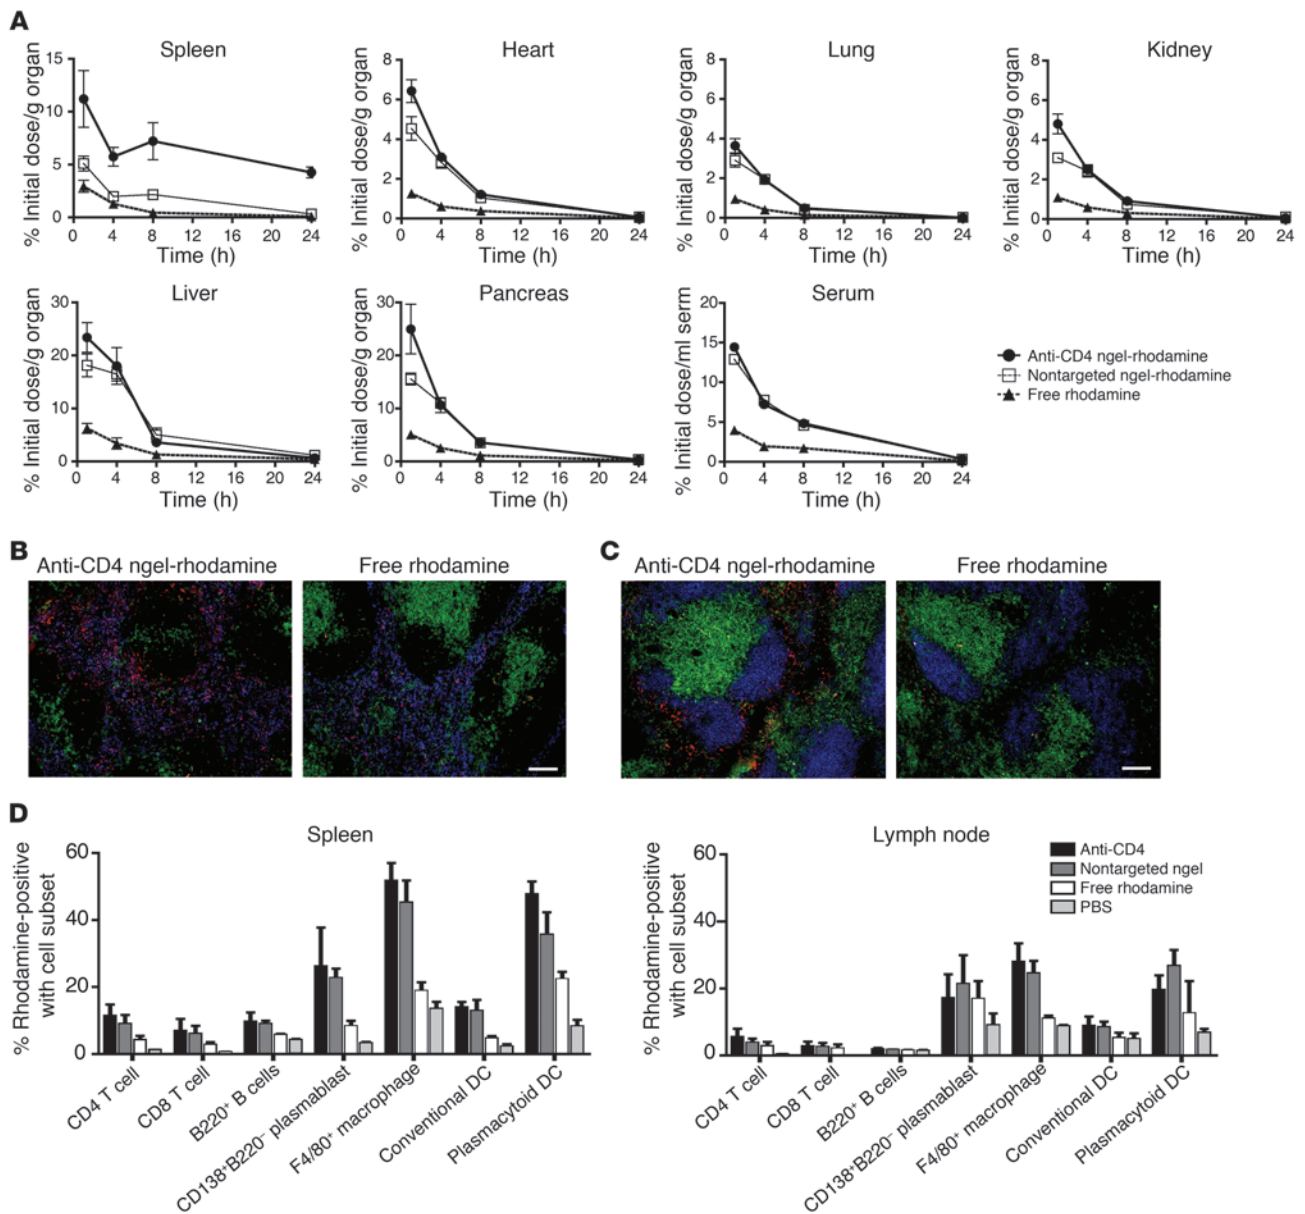 A
Spleen
Heart
Lung
Kidney
% Initial dose/g organ
15
10
5
0
0 4 8 12 16 20 24
Time (h)
% Initial dose/g organ
8
6
4
2
0
0 4 8 12 16 20 24
Time (h)
% Initial dose/g organ
8
6
4
2
0
0 4 8 12 16 20 24
Time (h)
% Initial dose/g organ
8
6
4
2
0
0 4 8 12 16 20 24
Time (h)
Liver
Pancreas
Serum
% Initial dose/g organ
30
20
10
0
0 4 8 12 16 20 24
Time (h)
% Initial dose/g organ
30
20
10
0
0 4 8 12 16 20 24
Time (h)
% Initial dose/ml serm
20
15
10
5
0
0 4 8 12 16 20 24
Time (h)
Anti-CD4 ngel-rhodamine
Nontargeted ngel-rhodamine
Free rhodamine
B
Anti-CD4 ngel-rhodamine
Free rhodamine
C
Anti-CD4 ngel-rhodamine
Free rhodamine
D
Spleen
% Rhodamine-positive
with cell subset
60
40
20
0
CD4 T cell
CD8 T cell
B220⁺ B cells
CD138⁺B220⁻ plasmablast
F4/80⁺ macrophage
Conventional DC
Plasmacytoid DC
Lymph node
% Rhodamine-positive
with cell subset
60
40
20
0
Anti-CD4
Nontargeted ngel
Free rhodamine
PBS
CD4 T cell
CD8 T cell
B220⁺ B cells
CD138⁺B220⁻ plasmablast
F4/80⁺ macrophage
Conventional DC
Plasmacytoid DC